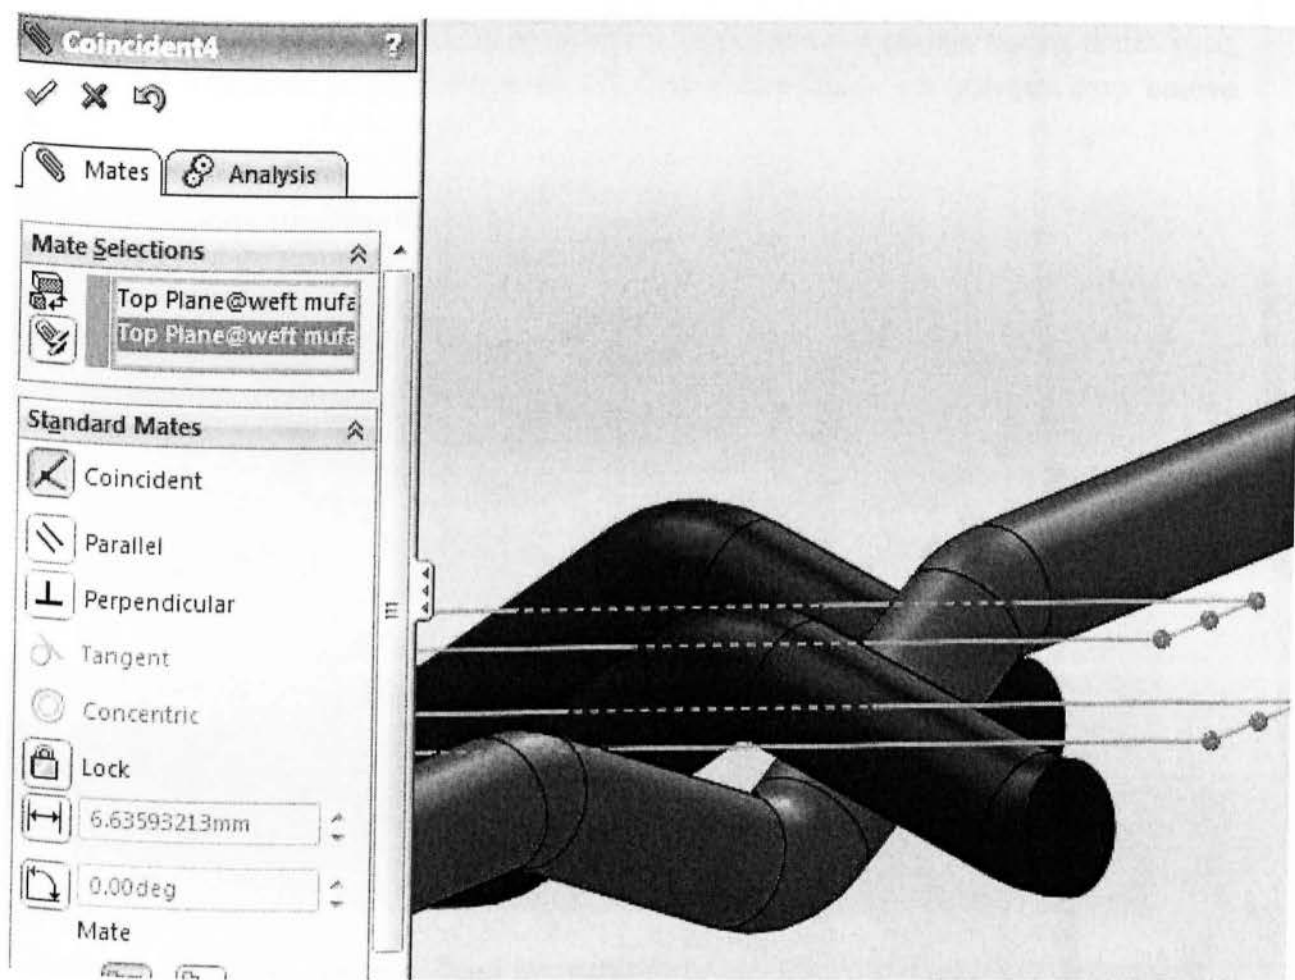 Coincident4 ?
Mates Analysis
Mate Selections
Top Plane@weft mufa
Top Plane@weft mufa
Standard Mates
Coincident
Parallel
Perpendicular
Tangent
Concentric
Lock
6.63593213mm
0.00deg
Mate